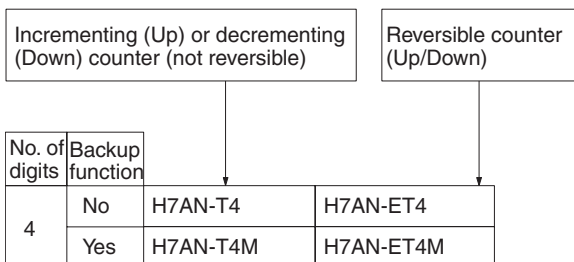 Incrementing (Up) or decrementing
(Down) counter (not reversible)
Reversible counter
(Up/Down)
No. of
digits
Backup
function
4
No
H7AN-T4
H7AN-ET4
Yes
H7AN-T4M
H7AN-ET4M